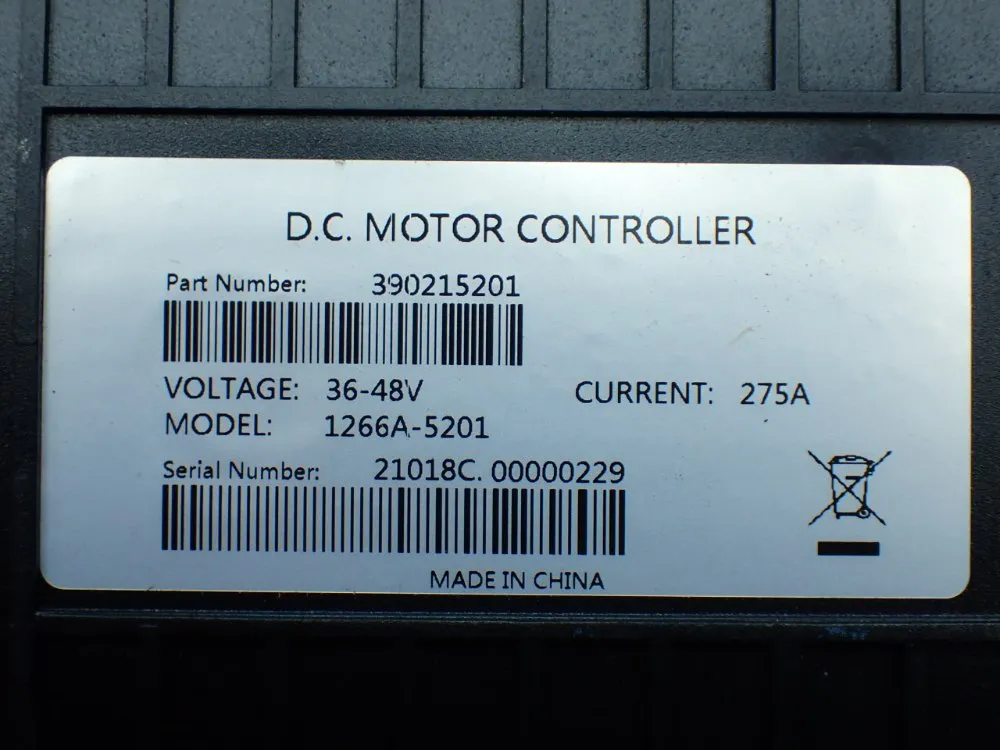 D.C. MOTOR CONTROLLER
Part Number: 390215201
VOLTAGE: 36-48V CURRENT: 275A
MODEL: 1266A-5201
Serial Number: 21018C. 00000229
MADE IN CHINA